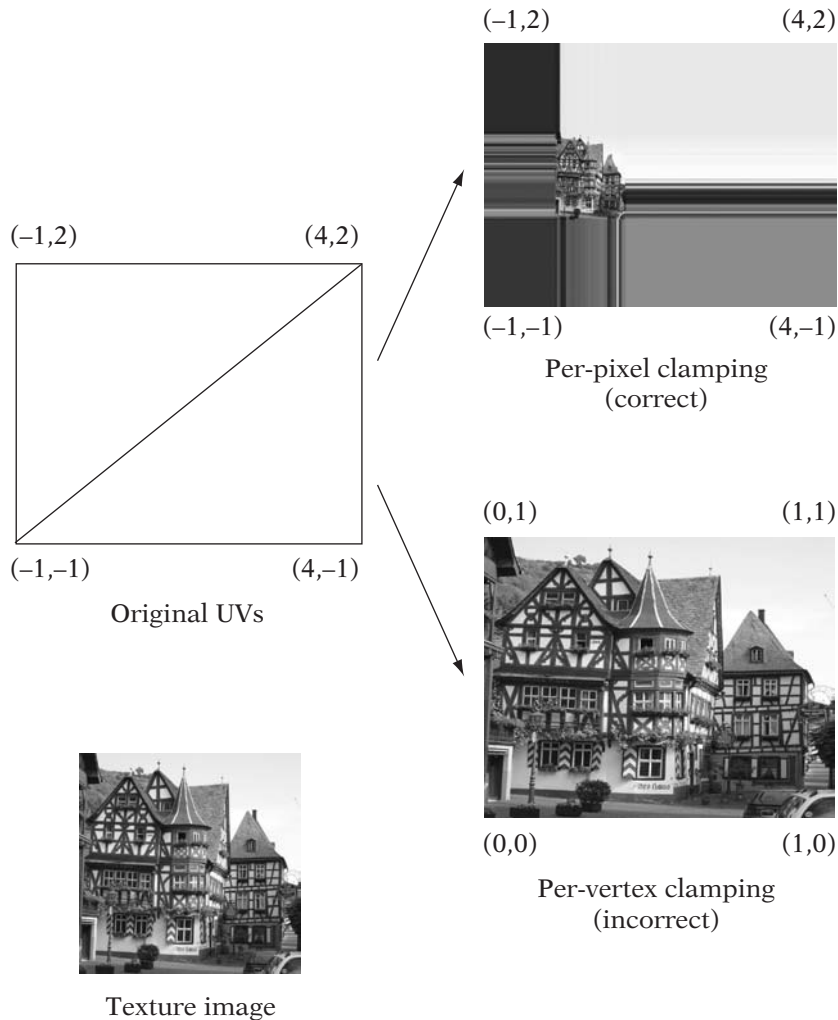 (–1,2) (4,2)
(–1,2) (4,2)
(–1,–1) (4,–1)
Per-pixel clamping
(correct)
(0,1) (1,1)
(–1,–1) (4,–1)
Original UVs
(0,0) (1,0)
Per-vertex clamping
(incorrect)
Texture image